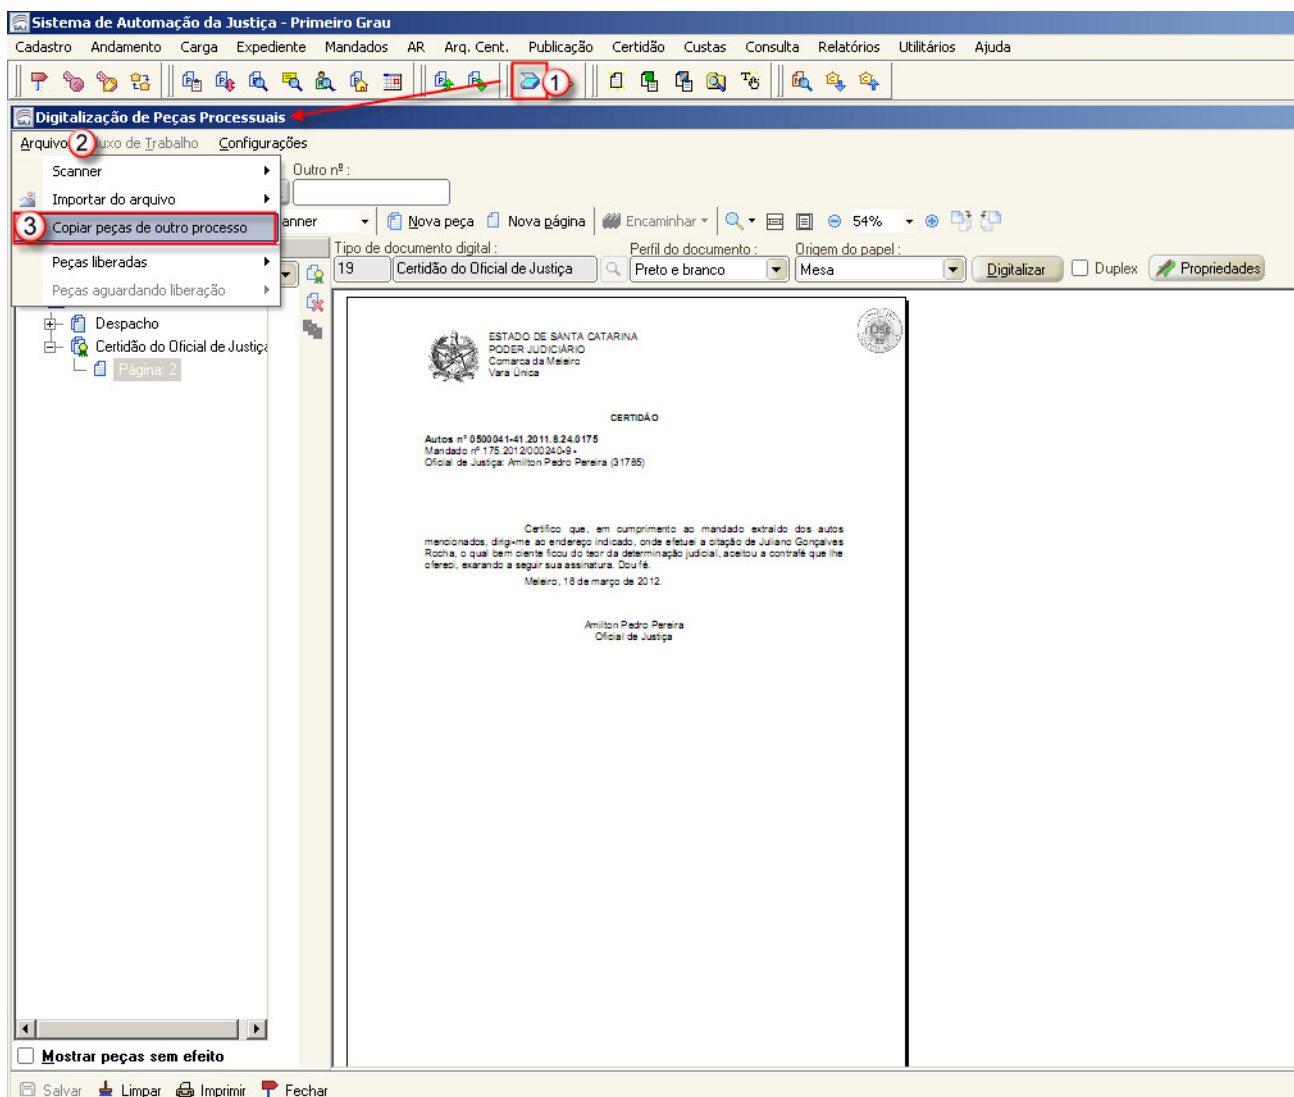 Sistema de Automação da Justiça - Primeiro Grau
Cadastro Andamento Carga Expediente Mandados AR Arq. Cent. Publicação Certidão Custas Consulta Relatórios Utilitários Ajuda
1
Digitalização de Peças Processuais
Arquivo 2 de Trabalho Configurações
Scanner
Outro nº :
Importar do arquivo
3 Copiar peças de outro processo
Nova peça Nova página Encaminhar 54%
Tipo de documento digital : Perfil do documento : Origem do papel :
Peças liberadas
19 Certidão do Oficial de Justiça Preto e branco Mesa Digitalizar Duplex Propriedades
Peças aguardando liberação
Despacho
Certidão do Oficial de Justiç
Página: 2
TJSC
ESTADO DE SANTA CATARINA
PODER JUDICIÁRIO
Comarca da Meleiro
Vara Única
CERTIDÃO
Autos nº 0500041-41.2011.8.24.0175
Mandado nº 175.2012/000240-9 -
Oficial de Justiça: Amilton Pedro Pereira (31785)
Certifico que, em cumprimento ao mandado extraído dos autos
mencionados, dirigi-me ao endereço indicado, onde efetuei a citação de Juliano Gonçalves
Rocha, o qual bem ciente ficou do teor da determinação judicial, aceitou a contrafé que lhe
ofereci, exarando a seguir sua assinatura. Dou fé.
Meleiro, 16 de março de 2012.
Amilton Pedro Pereira
Oficial de Justiça
Mostrar peças sem efeito
Salvar Limpar Imprimir Fechar